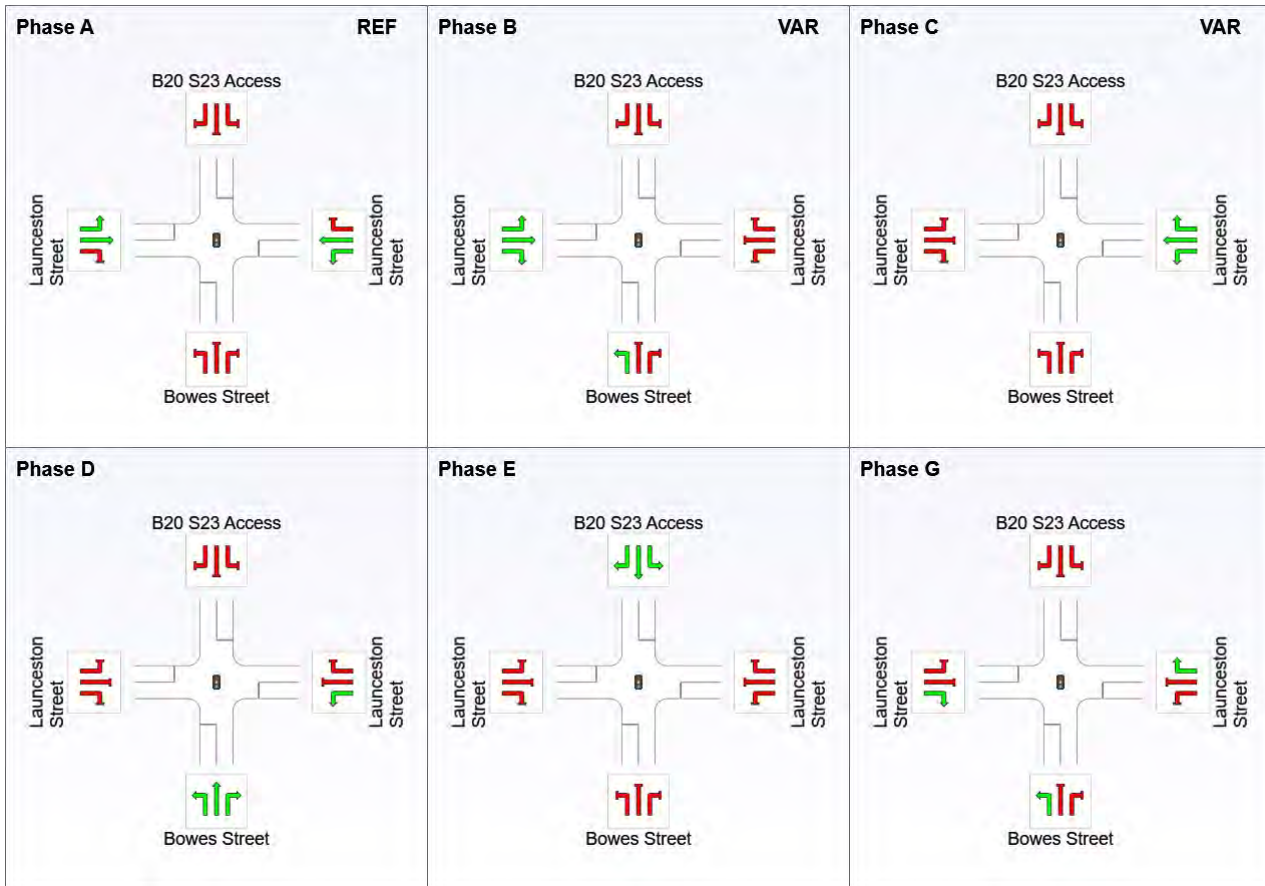 Phase A REF
B20 S23 Access
Launceston
Street
Launceston
Street
Bowes Street
Phase B VAR
B20 S23 Access
Launceston
Street
Launceston
Street
Bowes Street
Phase C VAR
B20 S23 Access
Launceston
Street
Launceston
Street
Bowes Street
Phase D
B20 S23 Access
Launceston
Street
Launceston
Street
Bowes Street
Phase E
B20 S23 Access
Launceston
Street
Launceston
Street
Bowes Street
Phase G
B20 S23 Access
Launceston
Street
Launceston
Street
Bowes Street